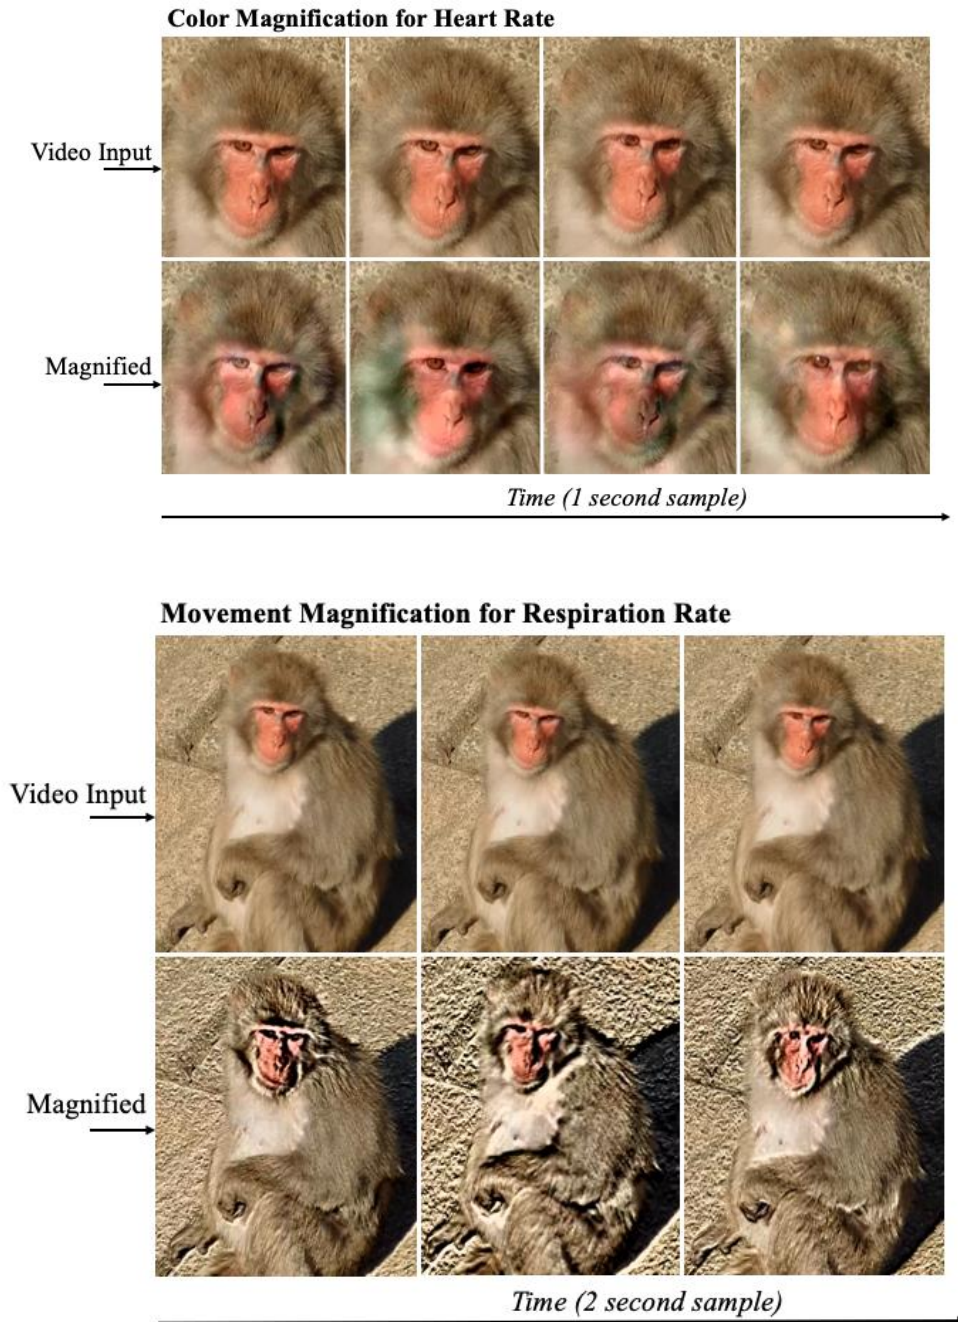 Color Magnification for Heart Rate
Video Input
Magnified
Time (1 second sample)
Movement Magnification for Respiration Rate
Video Input
Magnified
Time (2 second sample)